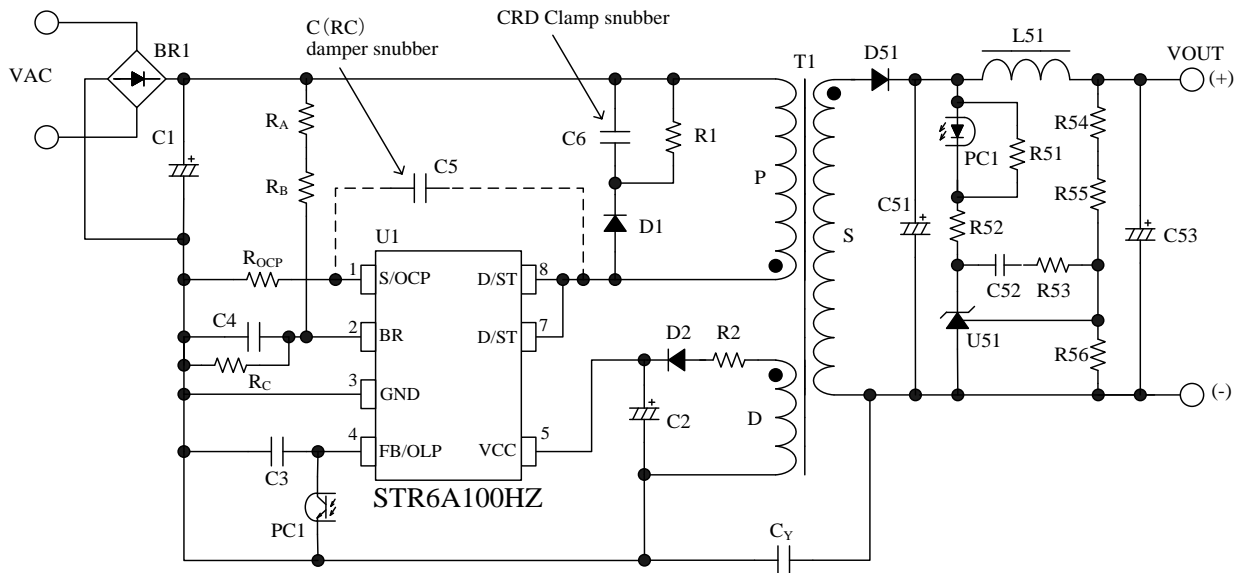 C (RC)
damper snubber
CRD Clamp snubber
BR1
VAC
C1
RA
RB
C5
C6
R1
D1
T1
P
S
D51
L51
VOUT
(+)
PC1
R51
R54
R55
C51
R52
C53
C52
R53
U51
R56
(-)
U1
ROCP
1
S/OCP
D/ST
8
C4
2
BR
D/ST
7
RC
3
GND
D2
R2
C2
D
4
FB/OLP
VCC
5
C3
STR6A100HZ
PC1
CY
+
+
+
+